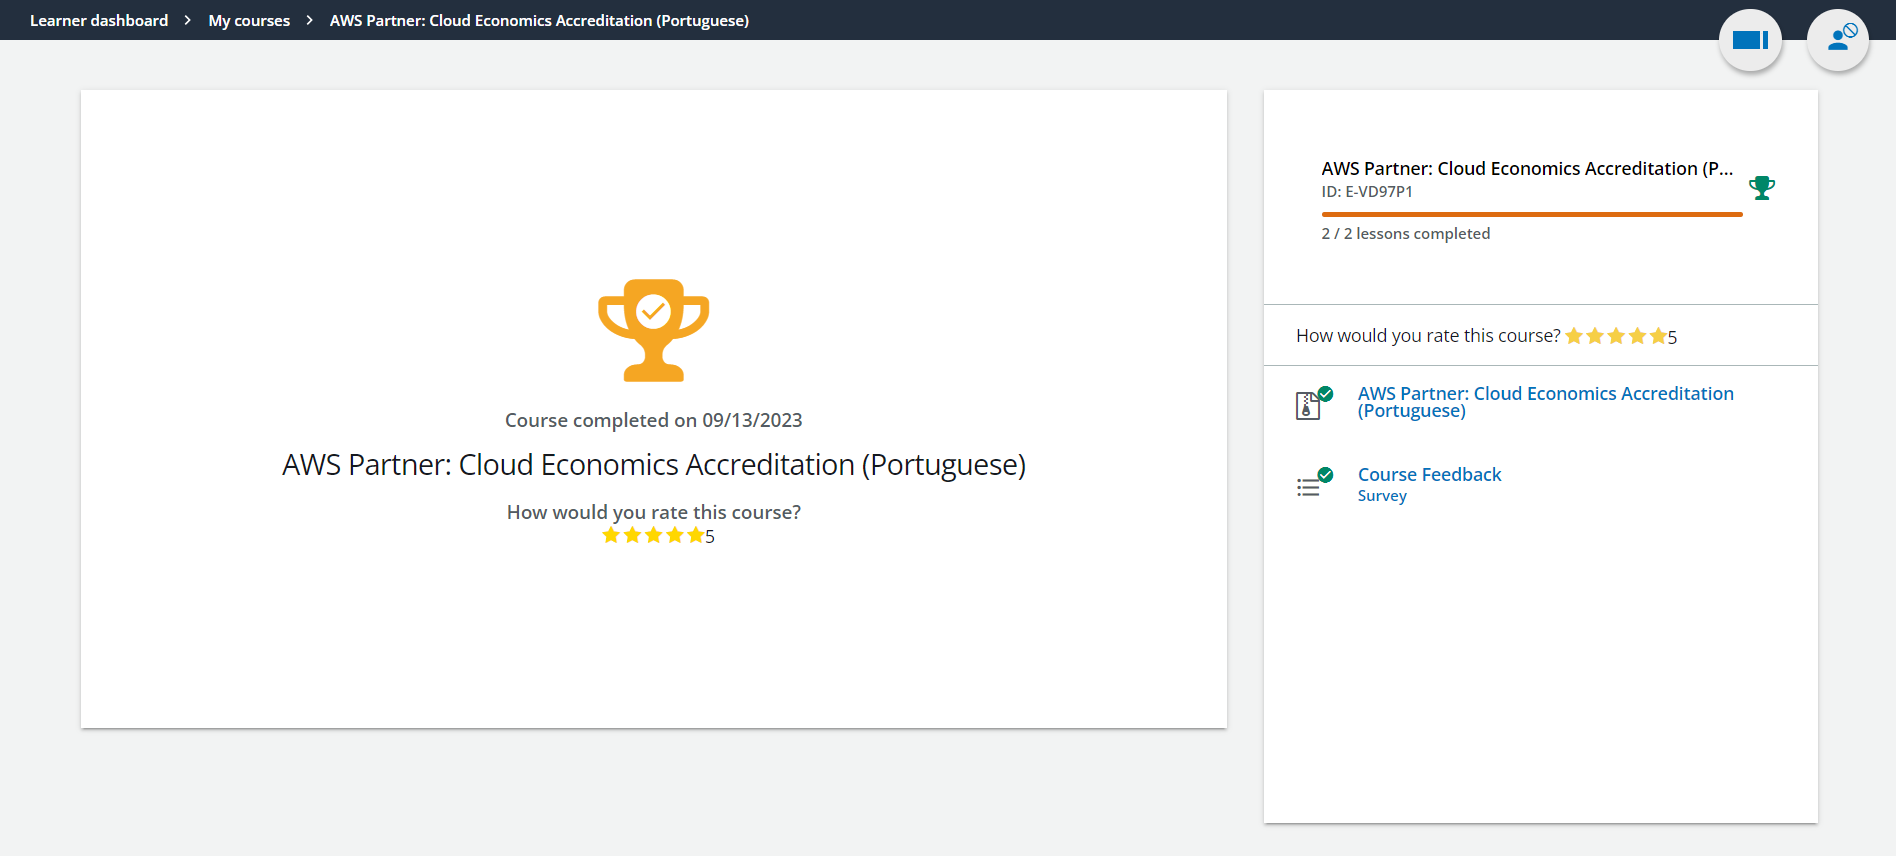 Learner dashboard > My courses > AWS Partner: Cloud Economics Accreditation (Portuguese)
Course completed on 09/13/2023
AWS Partner: Cloud Economics Accreditation (Portuguese)
How would you rate this course?
5
AWS Partner: Cloud Economics Accreditation (P...
ID: E-VD97P1
2 / 2 lessons completed
How would you rate this course? 5
AWS Partner: Cloud Economics Accreditation
(Portuguese)
Course Feedback
Survey